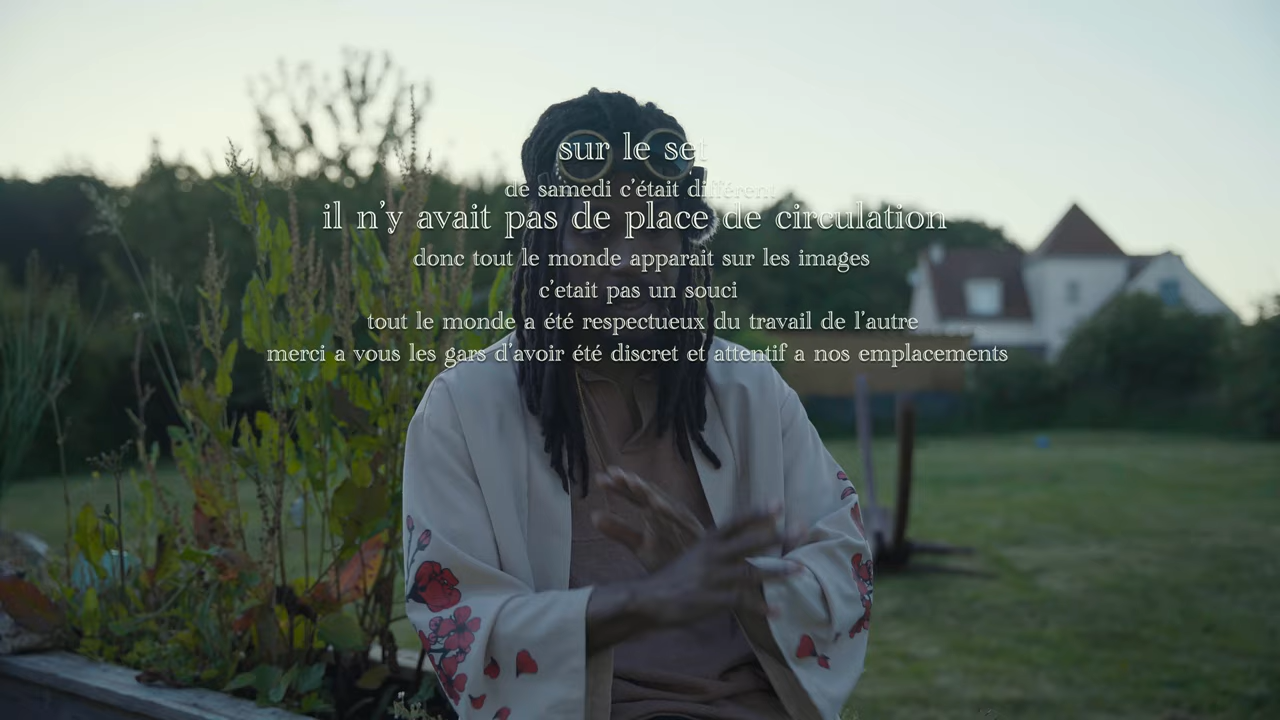 sur le set
de samedi c'était différent
il n'y avait pas de place de circulation
donc tout le monde apparait sur les images
c'etait pas un souci
tout le monde a été respectueux du travail de l'autre
merci a vous les gars d'avoir été discret et attentif a nos emplacements